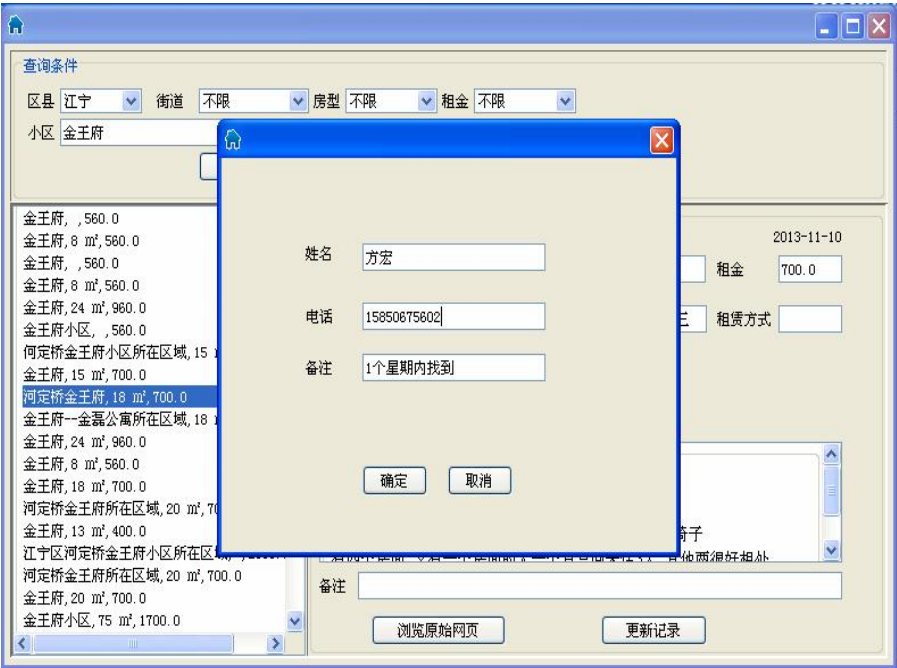 查询条件
区县 江宁 街道 不限 房型 不限 租金 不限
小区 金王府
金王府, ,560.0
金王府,8 ㎡,560.0
金王府, ,560.0
金王府,8 ㎡,560.0
金王府,24 ㎡,960.0
金王府小区, ,560.0
何定桥金王府小区所在区域,15
金王府,15 ㎡,700.0
河定桥金王府,18 ㎡,700.0
金王府--金磊公寓所在区域,18
金王府,24 ㎡,960.0
金王府,8 ㎡,560.0
金王府,18 ㎡,700.0
河定桥金王府所在区域,20 ㎡,70
金王府,13 ㎡,400.0
江宁区河定桥金王府小区所在区
河定桥金王府所在区域,20 ㎡,700.0
金王府,20 ㎡,700.0
金王府小区,75 ㎡,1700.0
姓名 方宏
电话 15850675602
备注 1个星期内找到
确定 取消
2013-11-10
租金 700.0
租赁方式
椅子
备注
浏览原始网页 更新记录